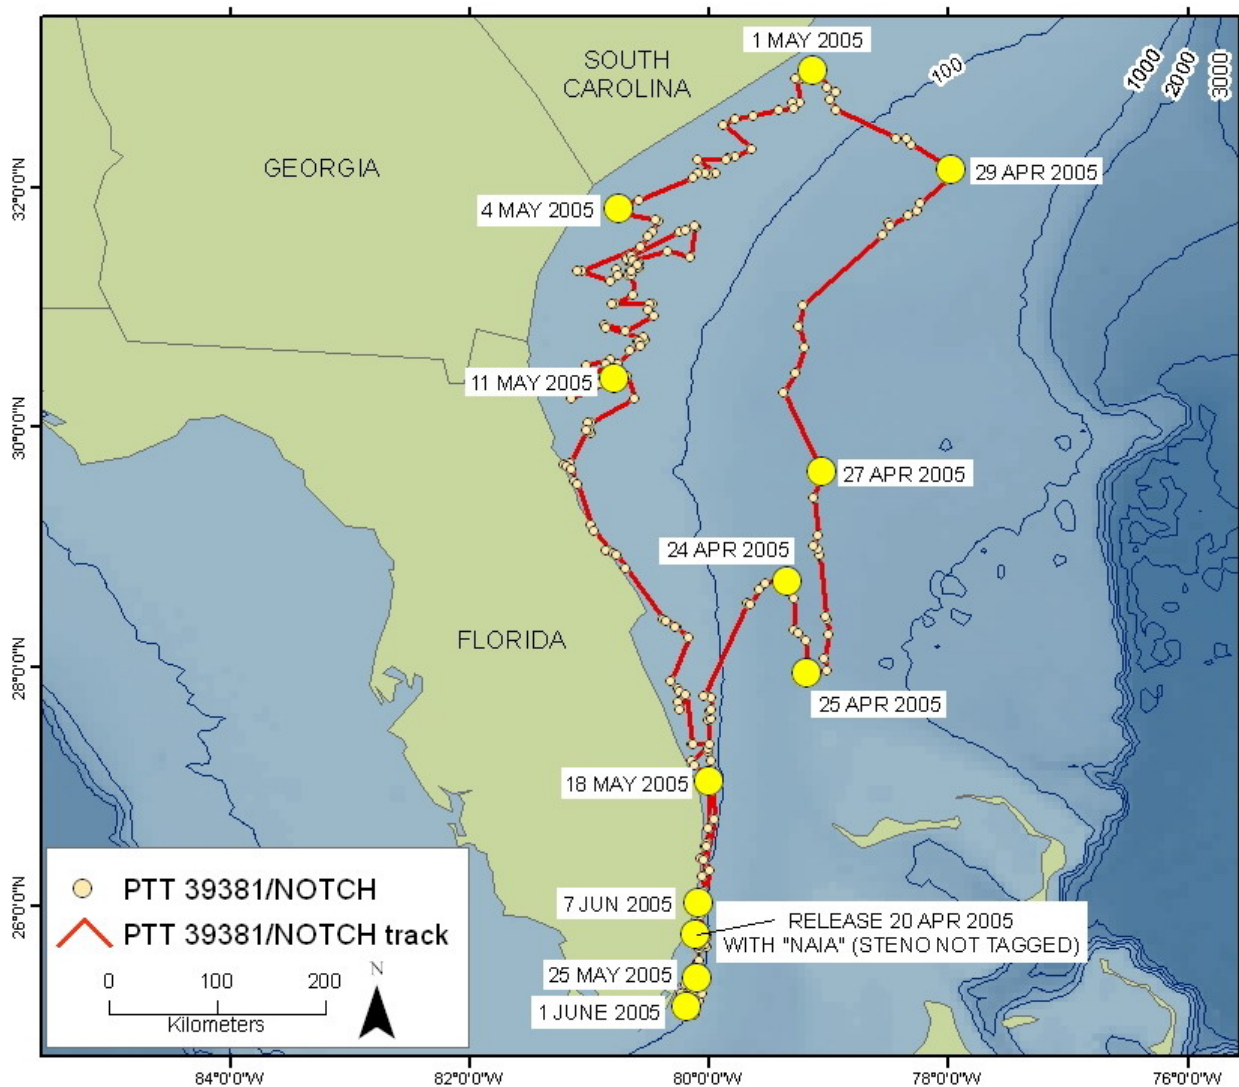 1 MAY 2005
SOUTH
CAROLINA
100
1000
2000
3000
GEORGIA
29 APR 2005
32°0'0"N
4 MAY 2005
11 MAY 2005
30°0'0"N
27 APR 2005
24 APR 2005
FLORIDA
28°0'0"N
25 APR 2005
18 MAY 2005
PTT 39381/NOTCH
7 JUN 2005
26°0'0"N
RELEASE 20 APR 2005
WITH "NAIA" (STENO NOT TAGGED)
PTT 39381/NOTCH track
25 MAY 2005
1 JUNE 2005
0 100 200
Kilometers
N
84°0'0"W 82°0'0"W 80°0'0"W 78°0'0"W 76°0'0"W